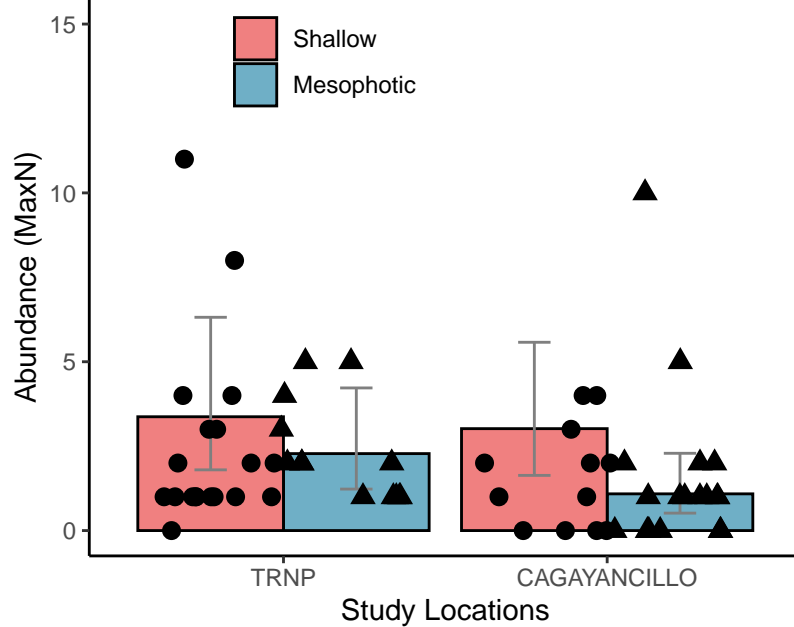 15
Shallow
Mesophotic
10
5
0
Abundance (MaxN)
TRNP
CAGAYANCILLO
Study Locations